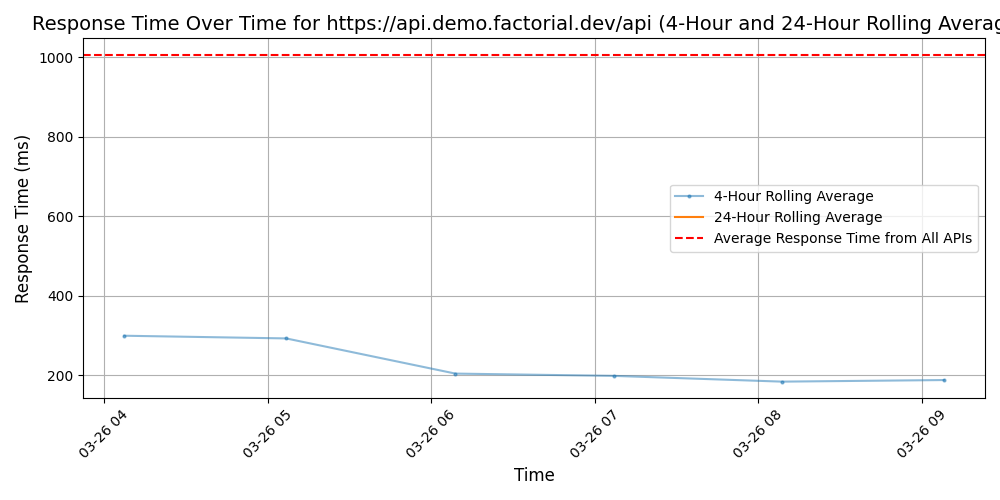 Response Time Over Time for https://api.demo.factorial.dev/api (4-Hour and 24-Hour Rolling Averag
1000
800
600
400
200
Response Time (ms)
4-Hour Rolling Average
24-Hour Rolling Average
Average Response Time from All APIs
03-26 04
03-26 05
03-26 06
03-26 07
03-26 08
03-26 09
Time